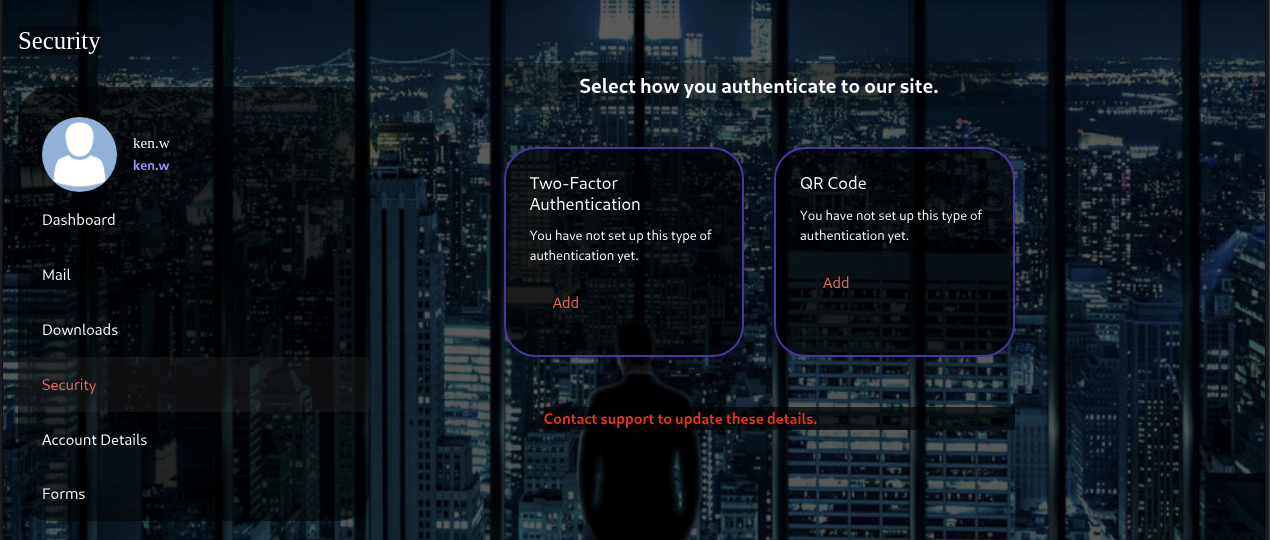 Security
ken.w
ken.w
Dashboard
Mail
Downloads
Security
Account Details
Forms
Select how you authenticate to our site.
Two-Factor
Authentication
You have not set up this type of
authentication yet.
Add
QR Code
You have not set up this type of
authentication yet.
Add
Contact support to update these details.